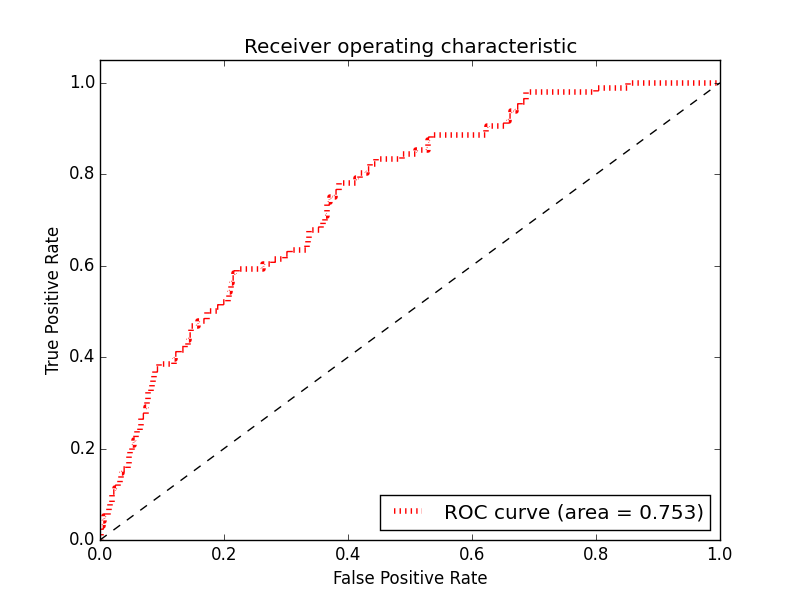 Receiver operating characteristic
1.0
0.8
0.6
0.4
0.2
0.0
True Positive Rate
ROC curve (area = 0.753)
0.0 0.2 0.4 0.6 0.8 1.0
False Positive Rate